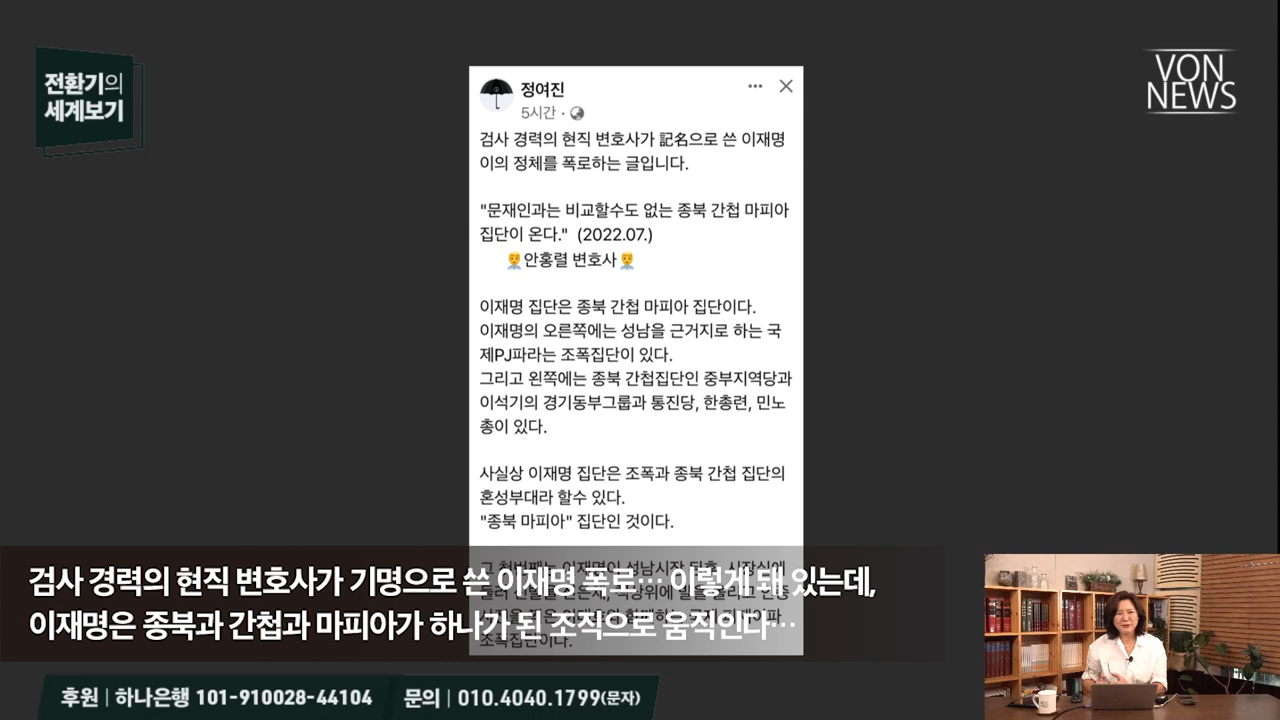 전환기의
세계보기
VON
NEWS
정여진
5시간
검사 경력의 현직 변호사가 記名으로 쓴 이재명
이의 정체를 폭로하는 글입니다.
"문재인과는 비교할수도 없는 종북 간첩 마피아
집단이 온다." (2022.07.)
안홍렬 변호사
이재명 집단은 종북 간첩 마피아 집단이다.
이재명의 오른쪽에는 성남을 근거지로 하는 국
제PJ파라는 조폭집단이 있다.
그리고 왼쪽에는 종북 간첩집단인 중부지역당과
이석기의 경기동부그룹과 통진당, 한총련, 민노
총이 있다.
사실상 이재명 집단은 조폭과 종북 간첩 집단의
혼성부대라 할수 있다.
"종북 마피아" 집단인 것이다.
조폭집단이다.
검사 경력의 현직 변호사가 기명으로 쓴 이재명 폭로… 이렇게 돼 있는데,
이재명은 종북과 간첩과 마피아가 하나가 된 조직으로 움직인다…
후원 | 하나은행 101-910028-44104 문의 | 010.4040.1799(문자)
VON